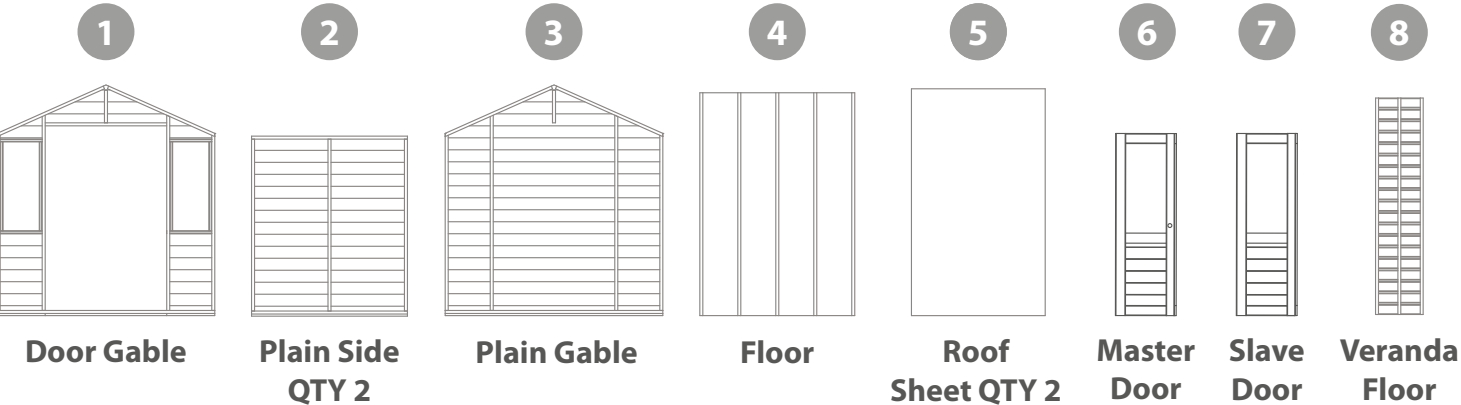 1 2 3 4 5 6 7 8
Door Gable
Plain Side
QTY 2
Plain Gable
Floor
Roof
Sheet QTY 2
Master
Door
Slave
Door
Veranda
Floor